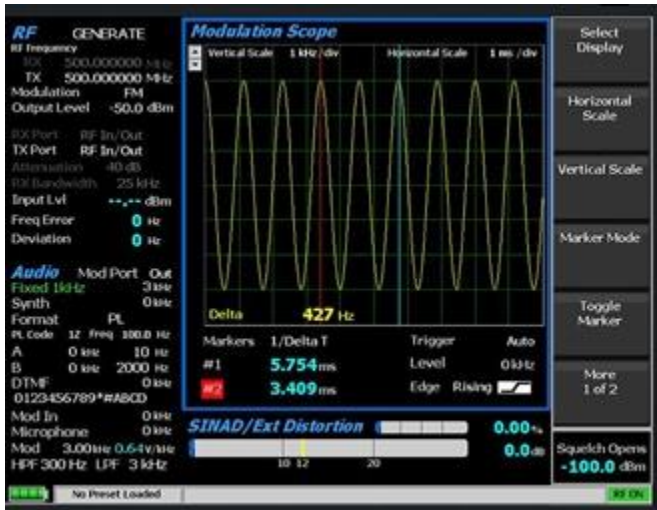 RF GENERATE
RF Frequency
RX 500.000000 MHz
TX 500.000000 MHz
Modulation FM
Output Level -50.0 dBm
RX Port RF In/Out
TX Port RF In/Out
Attenuation 40 dB
RX Bandwidth 25 kHz
Input Lvl --.-- dBm
Freq Error 0 Hz
Deviation 0 Hz
Audio Mod Port Out
Fixed 1kHz 3 kHz
Synth 0 kHz
Format PL
PL Code 1Z Freq 100.0 Hz
A 0 kHz 10 Hz
B 0 kHz 2000 Hz
DTMF 0 kHz
0123456789*#ABCD
Mod In 0 kHz
Microphone 0 kHz
Mod 3.00kHz 0.64V/kHz
HPF 300 Hz LPF 3 kHz
Modulation Scope
Vertical Scale 1 kHz/div Horizontal Scale 1 ms /div
Delta 427 Hz
Markers 1/Delta T Trigger Auto
#1 5.754 ms Level 0 kHz
#2 3.409 ms Edge Rising
SINAD/Ext Distortion 0.00%
0.0 dB
10 12 20
Select
Display
Horizontal
Scale
Vertical Scale
Marker Mode
Toggle
Marker
More
1 of 2
Squelch Opens
-100.0 dBm
No Preset Loaded
RF ON